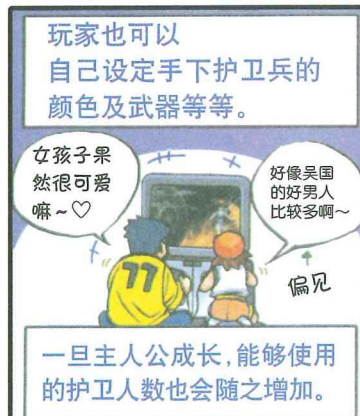 玩家也可以
自己设定手下护卫兵的
颜色及武器等等。
女孩子果
然很可爱
嘛~♡
好像吴国
的好男人
比较多啊~
偏见
77
一旦主人公成长,能够使用
的护卫人数也会随之增加。